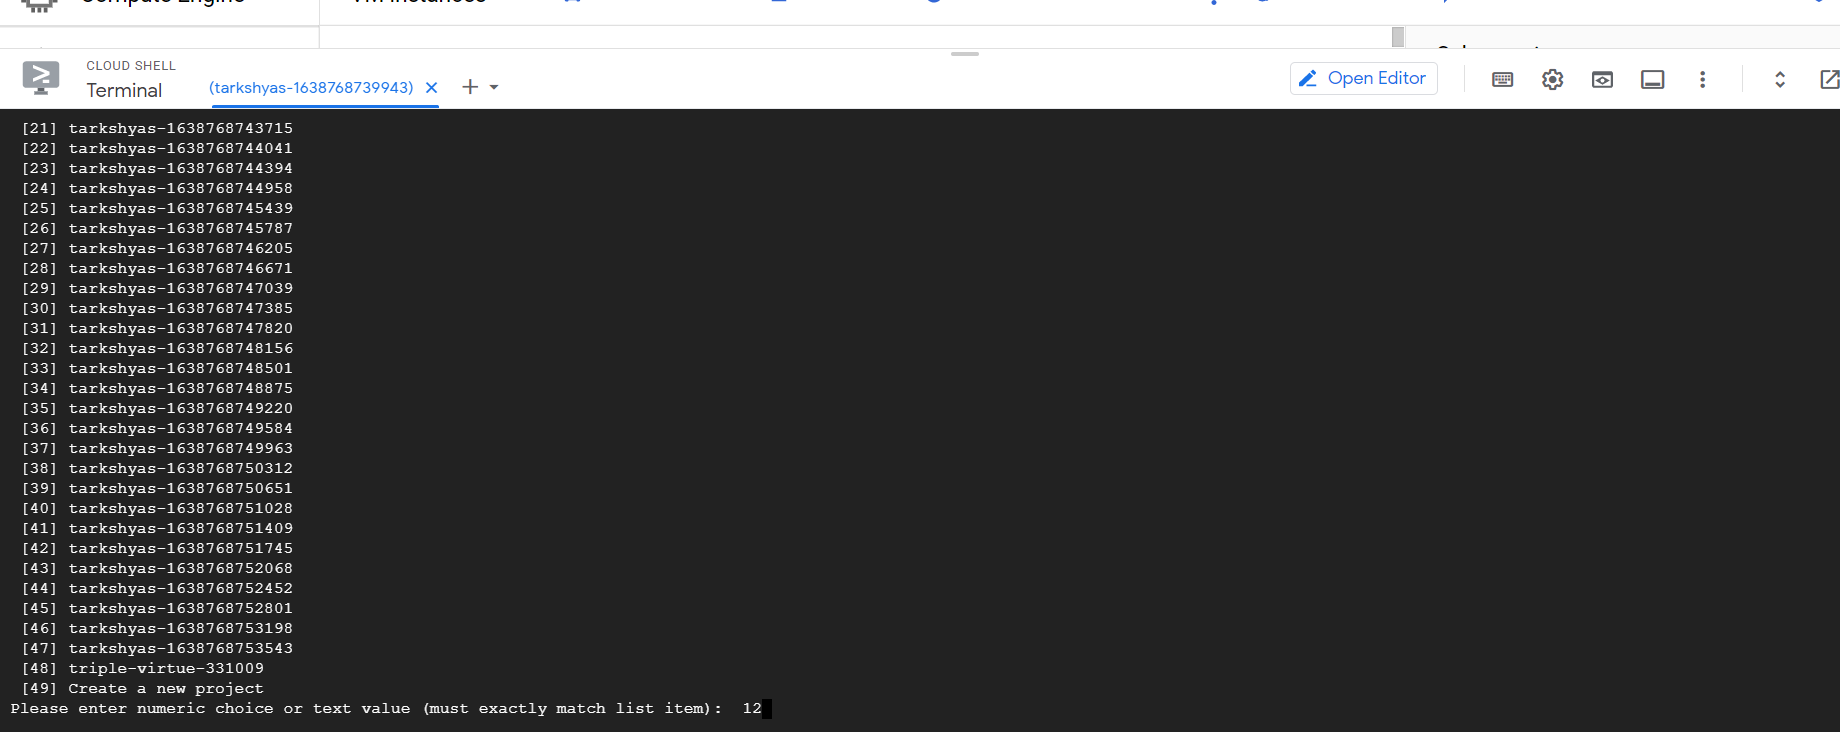 Compute Engine
VM instances
CLOUD SHELL
Terminal
(tarkshyas-1638768739943)
Open Editor
[21] tarkshyas-1638768743715
[22] tarkshyas-1638768744041
[23] tarkshyas-1638768744394
[24] tarkshyas-1638768744958
[25] tarkshyas-1638768745439
[26] tarkshyas-1638768745787
[27] tarkshyas-1638768746205
[28] tarkshyas-1638768746671
[29] tarkshyas-1638768747039
[30] tarkshyas-1638768747385
[31] tarkshyas-1638768747820
[32] tarkshyas-1638768748156
[33] tarkshyas-1638768748501
[34] tarkshyas-1638768748875
[35] tarkshyas-1638768749220
[36] tarkshyas-1638768749584
[37] tarkshyas-1638768749963
[38] tarkshyas-1638768750312
[39] tarkshyas-1638768750651
[40] tarkshyas-1638768751028
[41] tarkshyas-1638768751409
[42] tarkshyas-1638768751745
[43] tarkshyas-1638768752068
[44] tarkshyas-1638768752452
[45] tarkshyas-1638768752801
[46] tarkshyas-1638768753198
[47] tarkshyas-1638768753543
[48] triple-virtue-331009
[49] Create a new project
Please enter numeric choice or text value (must exactly match list item):  12